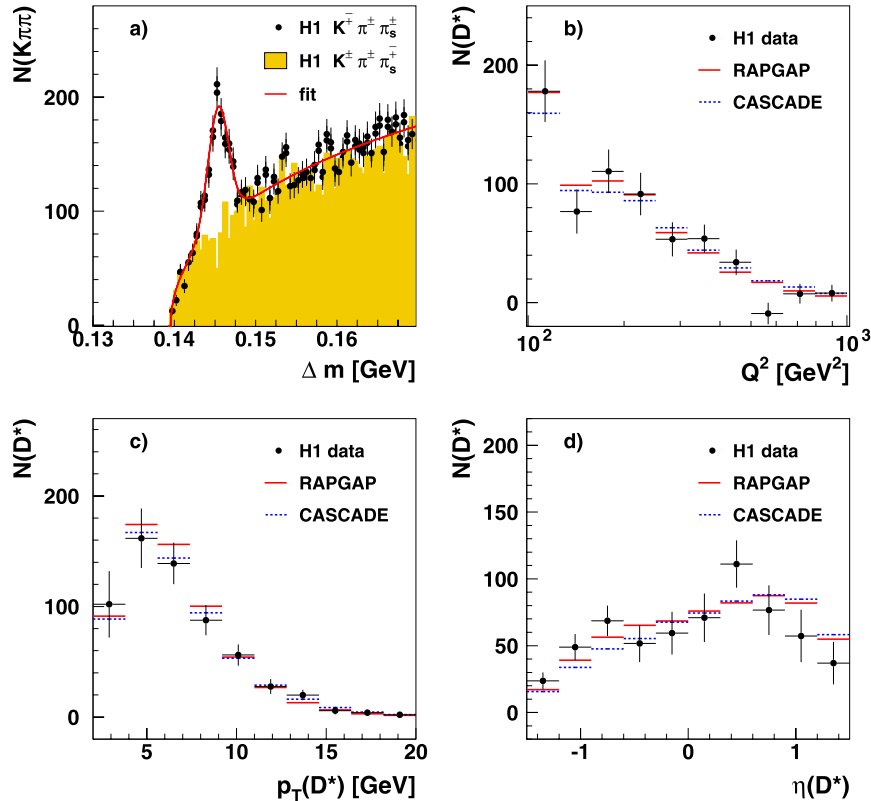 N(Kππ)
a)
H1 K∓ π± πs±
H1 K± π± πs∓
fit
200
100
0
0.13
0.14
0.15
0.16
Δ m [GeV]
N(D*)
b)
H1 data
RAPGAP
CASCADE
200
100
0
10²
10³
Q² [GeV²]
N(D*)
c)
H1 data
RAPGAP
CASCADE
200
100
0
5
10
15
20
pT(D*) [GeV]
N(D*)
d)
H1 data
RAPGAP
CASCADE
200
150
100
50
0
-1
0
1
η(D*)